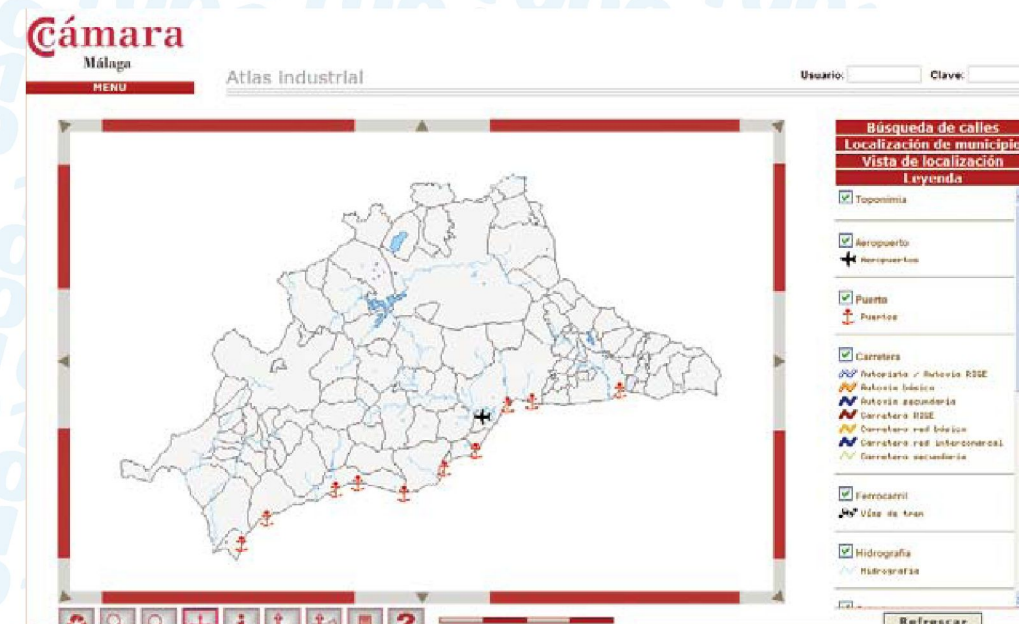 Cámara
Málaga
MENU
Atlas Industrial
Usuario:
Clave:
Búsqueda de calles
Localización de municipio
Vista de localización
Leyenda
Toponimia
Aeropuerto
Aeropuertos
Puerto
Puertos
Carretera
Autopista / Autovía RIGE
Autovía básica
Autovía secundaria
Carretera RIGE
Carretera red básica
Carretera red intercomarcal
Carretera secundaria
Ferrocarril
Vías de tren
Hidrografía
Hidrografía
Refrescar